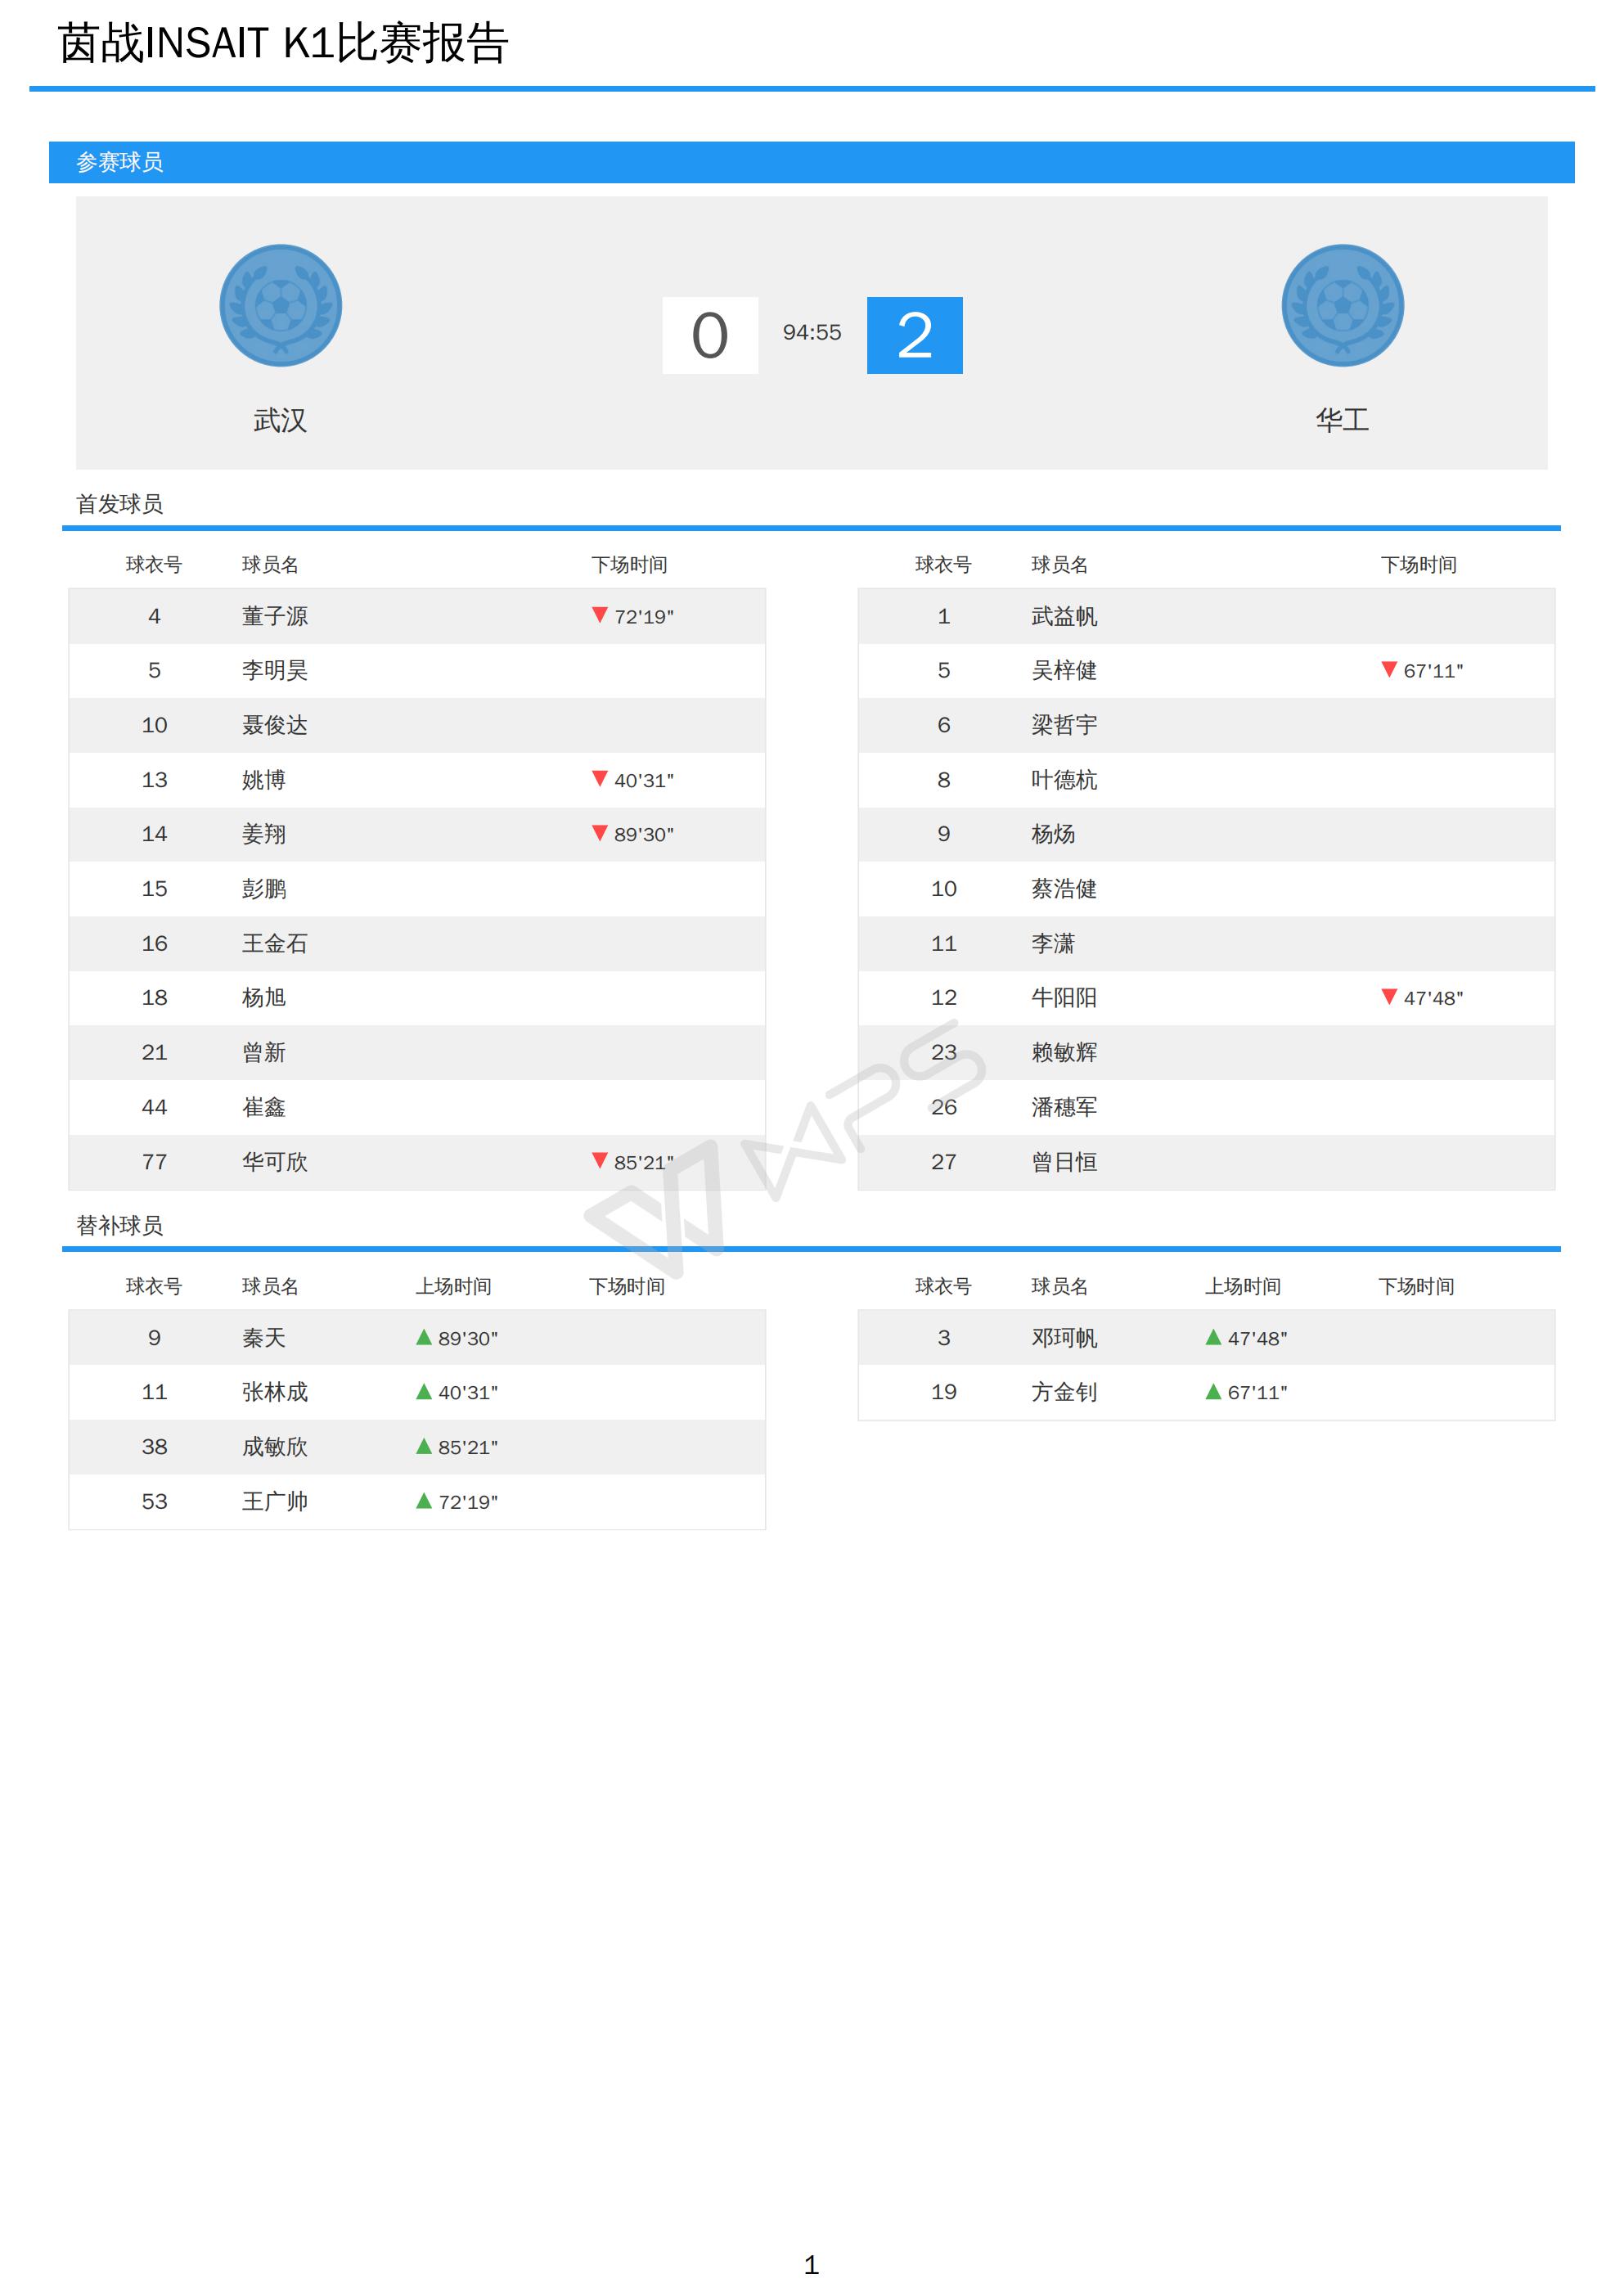 茵战INSAIT K1比赛报告
参赛球员
0 94:55 2
武汉 华工
首发球员
球衣号 球员名 下场时间 球衣号 球员名 下场时间
4 董子源 ▼ 72'19" 1 武益帆
5 李明昊 5 吴梓健 ▼ 67'11"
10 聂俊达 6 梁哲宇
13 姚博 ▼ 40'31" 8 叶德杭
14 姜翔 ▼ 89'30" 9 杨炀
15 彭鹏 10 蔡浩健
16 王金石 11 李潇
18 杨旭 12 牛阳阳 ▼ 47'48"
21 曾新 23 赖敏辉
44 崔鑫 26 潘穗军
77 华可欣 ▼ 85'21" 27 曾日恒
WPS
替补球员
球衣号 球员名 上场时间 下场时间 球衣号 球员名 上场时间 下场时间
9 秦天 ▲ 89'30" 3 邓珂帆 ▲ 47'48"
11 张林成 ▲ 40'31" 19 方金钊 ▲ 67'11"
38 成敏欣 ▲ 85'21"
53 王广帅 ▲ 72'19"
1